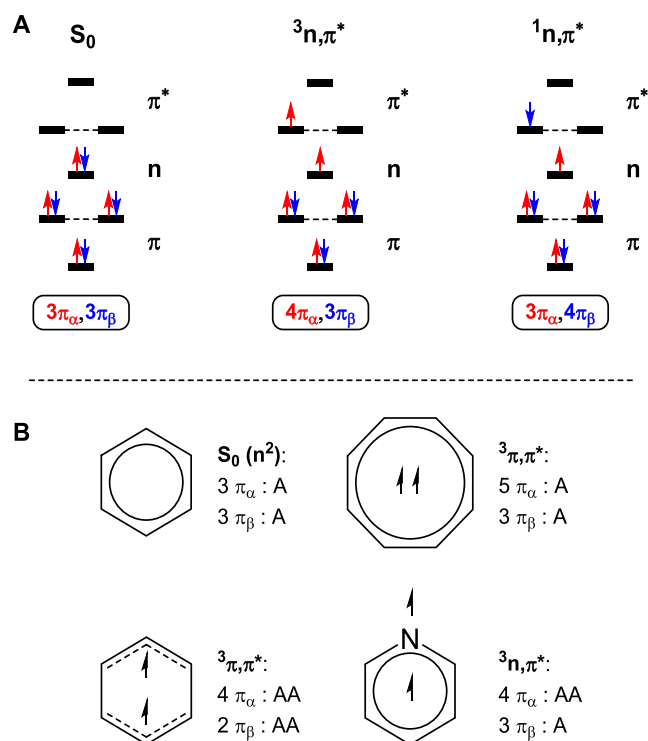 A
S₀ ³n,π* ¹n,π*
π* π* π*
n n n
π π π
3πα,3πβ 4πα,3πβ 3πα,4πβ
B
S₀ (n²):
3 πα : A
3 πβ : A
³π,π*:
5 πα : A
3 πβ : A
³π,π*:
4 πα : AA
2 πβ : AA
N
³n,π*:
4 πα : AA
3 πβ : A